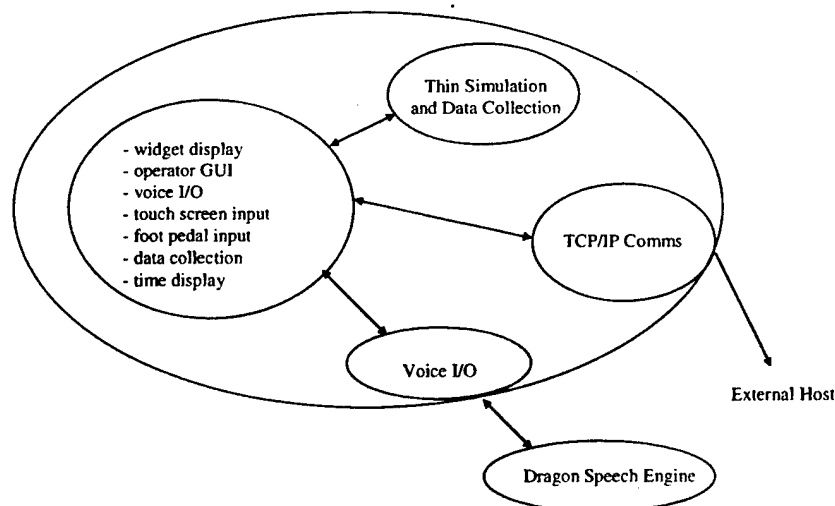 Thin Simulation
and Data Collection
- widget display
- operator GUI
- voice I/O
- touch screen input
- foot pedal input
- data collection
- time display
TCP/IP Comms
Voice I/O
External Host
Dragon Speech Engine